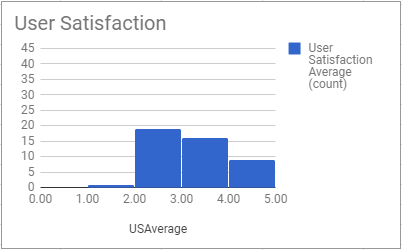 User Satisfaction
45
40
35
30
25
20
15
10
5
0
0.00 1.00 2.00 3.00 4.00 5.00
USAverage
User
Satisfaction
Average
(count)